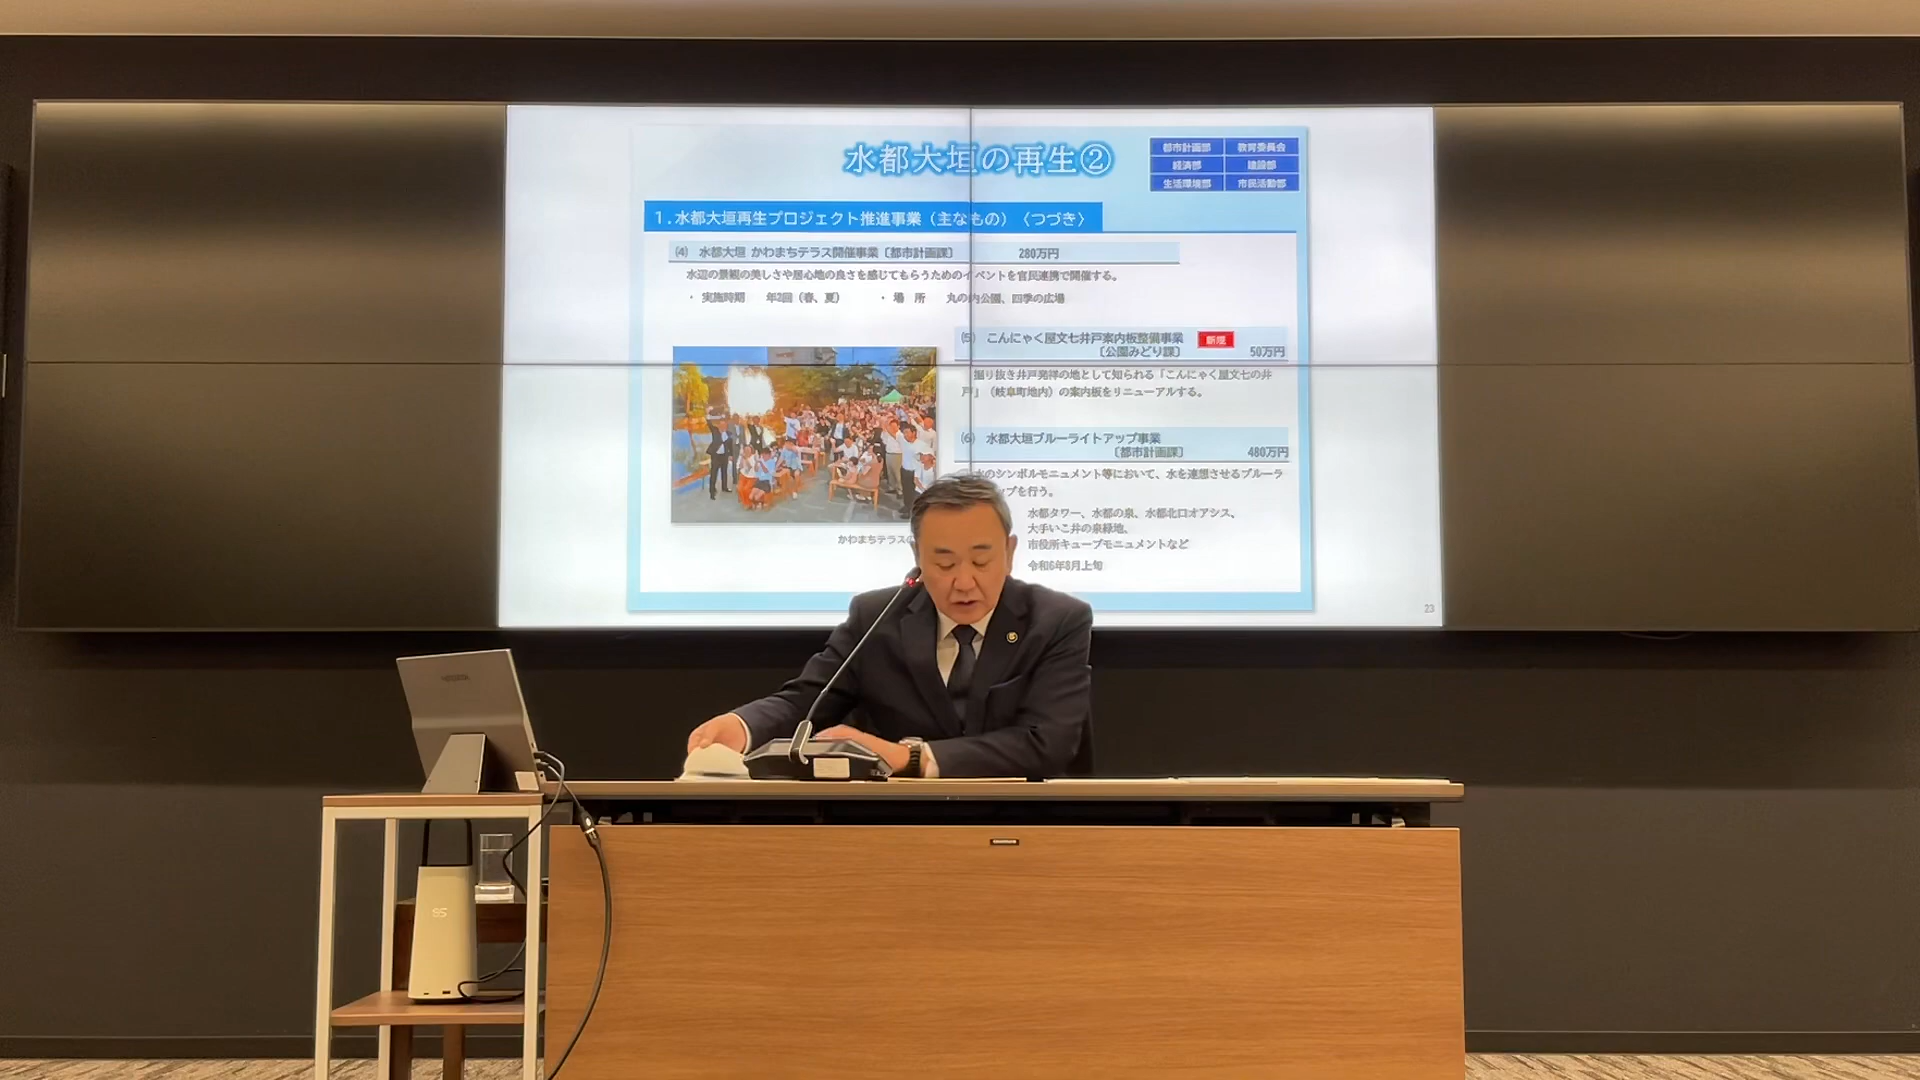 水都大垣の再生②
都市計画部 教育委員会
経済部 建設部
生活環境部 市民活動部
1.水都大垣再生プロジェクト推進事業(主なもの)〈つづき〉
⑷ 水都大垣 かわまちテラス開催事業〔都市計画課〕 280万円
水辺の景観の美しさや居心地の良さを感じてもらうためのイベントを官民連携で開催する。
・ 実施時期 年2回(春、夏) ・ 場 所 丸の内公園、四季の広場
⑸ こんにゃく屋文七井戸案内板整備事業
〔公園みどり課〕 50万円
掘り抜き井戸発祥の地として知られる「こんにゃく屋文七の井
戸」(岐阜町地内)の案内板をリニューアルする。
⑹ 水都大垣ブルーライトアップ事業
〔都市計画課〕 480万円
水のシンボルモニュメント等において、水を連想させるブルーラ
ップを行う。
水都タワー、水都の泉、水都北口オアシス、
大手いこ井の泉緑地、
市役所キューブモニュメントなど
令和6年8月上旬
かわまちテラス
23